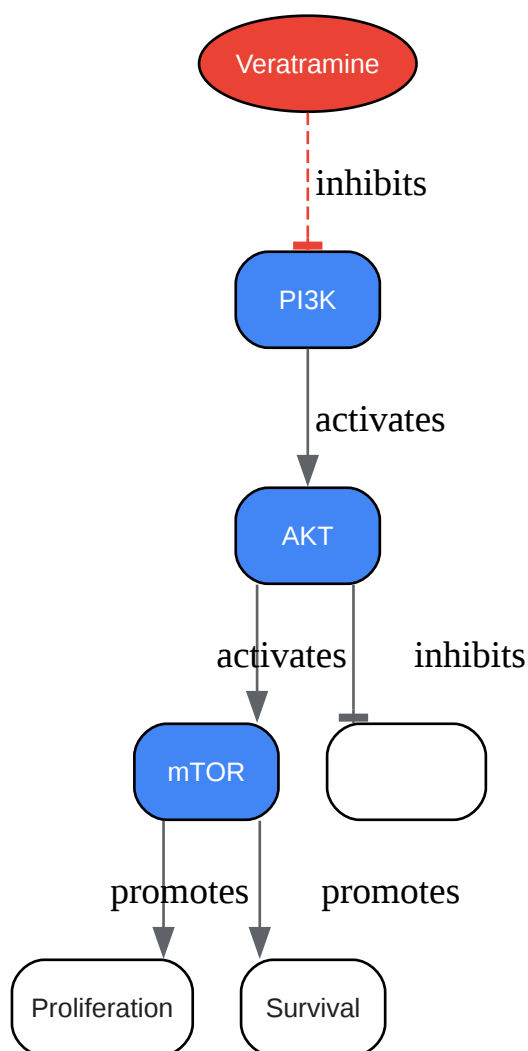 Veratramine
inhibits
PI3K
activates
AKT
activates
inhibits
mTOR
promotes
promotes
Proliferation
Survival